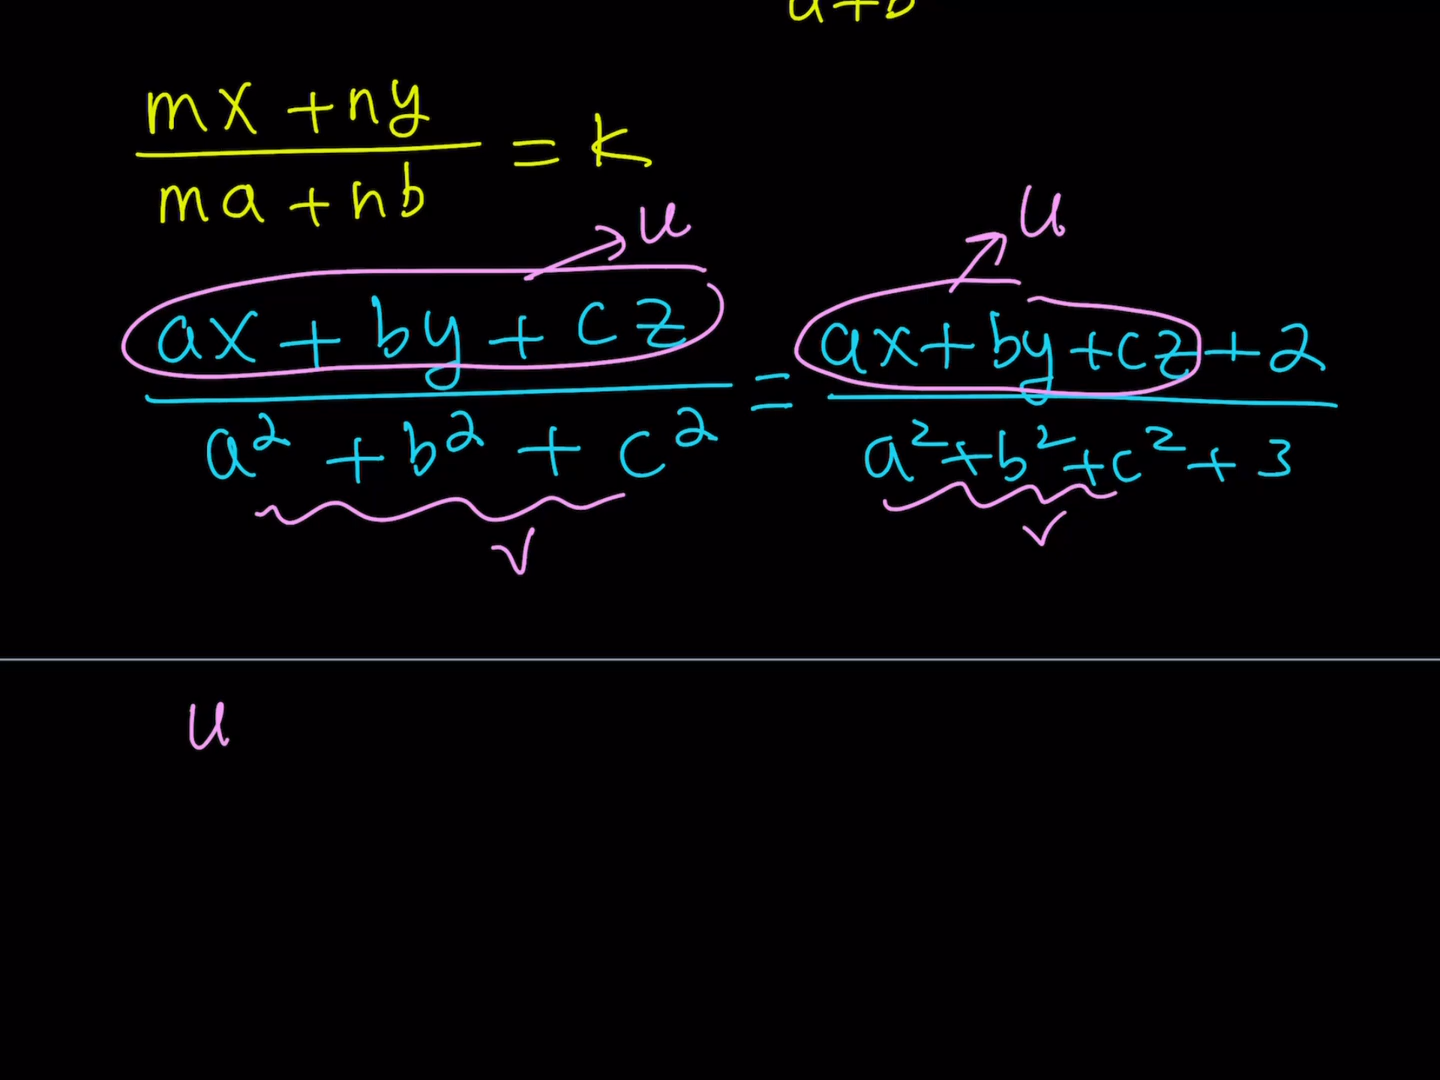 a+b
mx + ny
———— = k
ma + nb
u u
ax + by + cz ax + by + cz + 2
———— = ————
a² + b² + c² a² + b² + c² + 3
v v
u